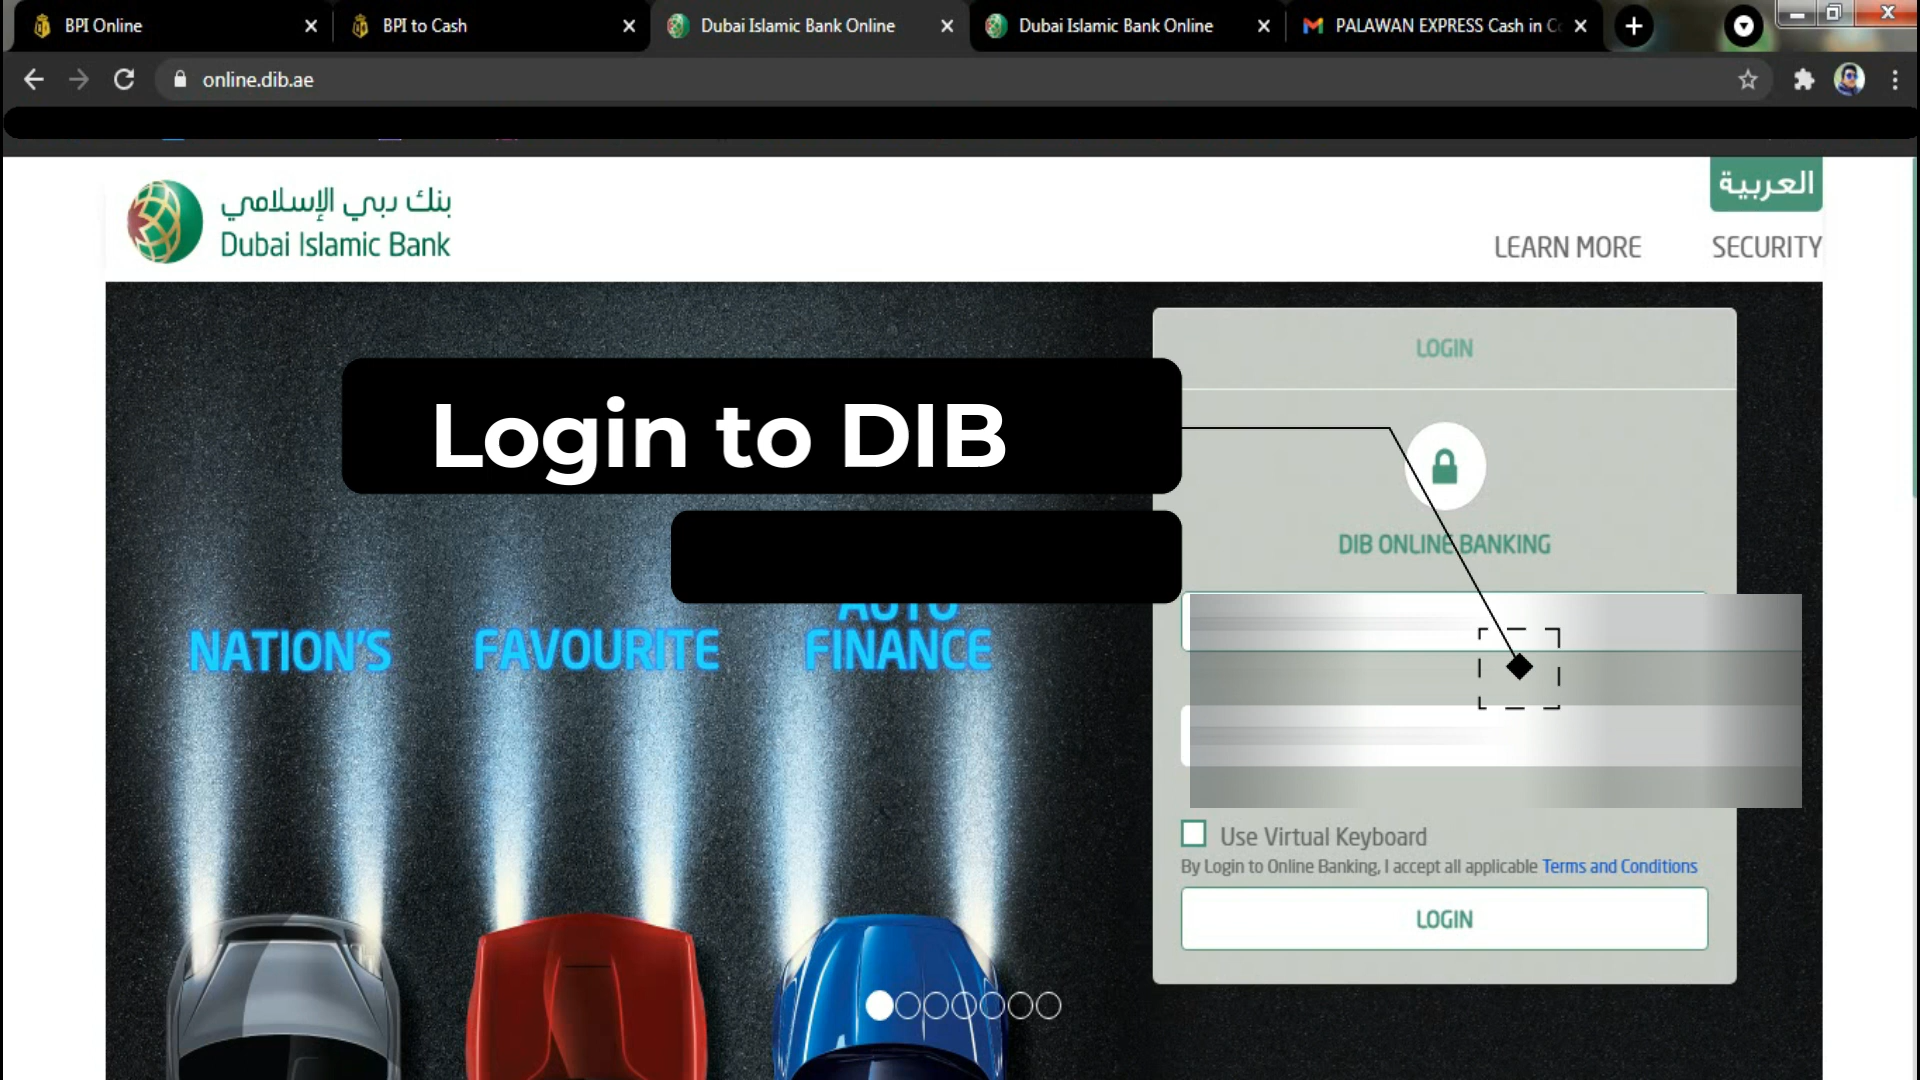 BPI Online
BPI to Cash
Dubai Islamic Bank Online
Dubai Islamic Bank Online
PALAWAN EXPRESS Cash in
online.dib.ae
العربية
بنك دبي الإسلامي
Dubai Islamic Bank
LEARN MORE
SECURITY
LOGIN
Login to DIB
DIB ONLINE BANKING
NATION'S
FAVOURITE
AUTO
FINANCE
Use Virtual Keyboard
By Login to Online Banking, I accept all applicable Terms and Conditions
LOGIN